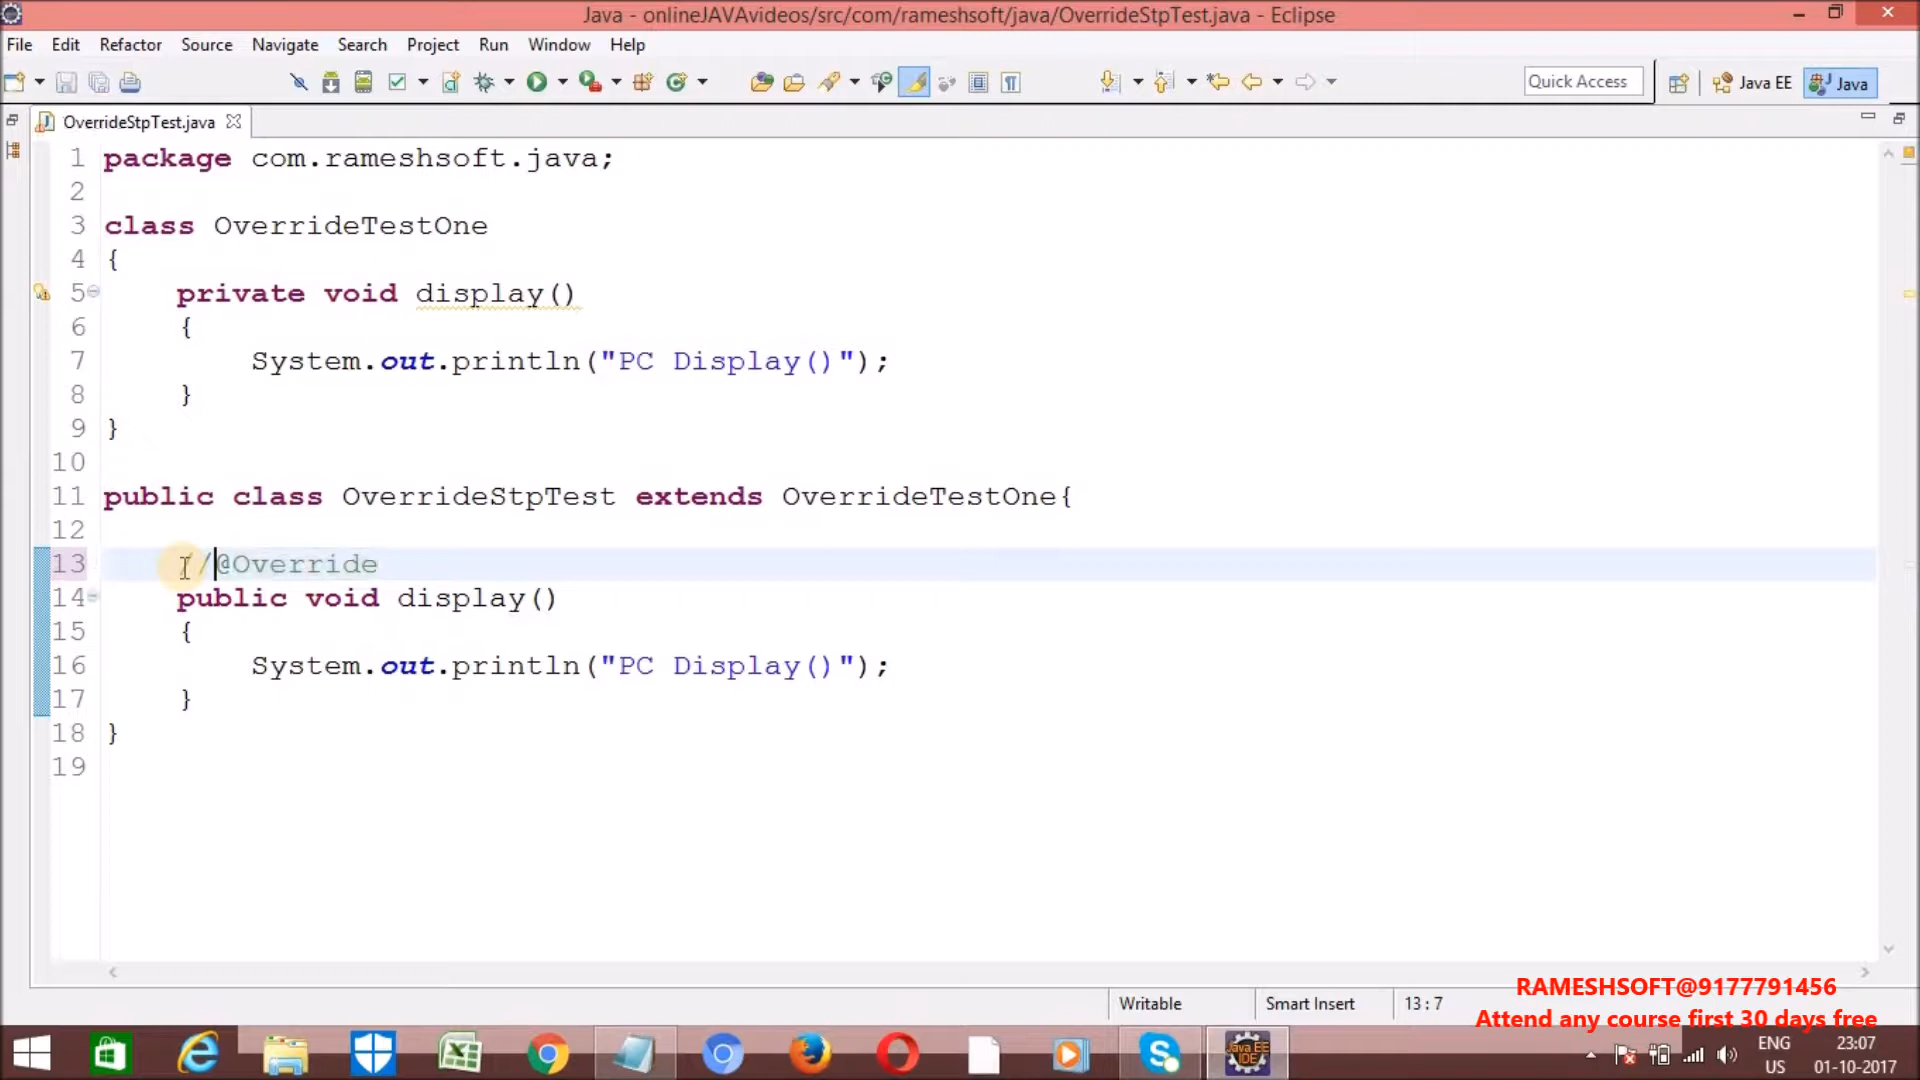 Java - onlineJAVAvideos/src/com/rameshsoft/java/OverrideStpTest.java - Eclipse
File Edit Refactor Source Navigate Search Project Run Window Help
Quick Access
Java EE
Java
OverrideStpTest.java
1 package com.rameshsoft.java;
2
3 class OverrideTestOne
4 {
5 private void display()
6 {
7 System.out.println("PC Display()");
8 }
9 }
10
11 public class OverrideStpTest extends OverrideTestOne{
12
13 //@Override
14 public void display()
15 {
16 System.out.println("PC Display()");
17 }
18 }
19
Writable Smart Insert 13 : 7
RAMESHSOFT@9177791456
Attend any course first 30 days free
Java EE
IDE
ENG 23:07
US 01-10-2017